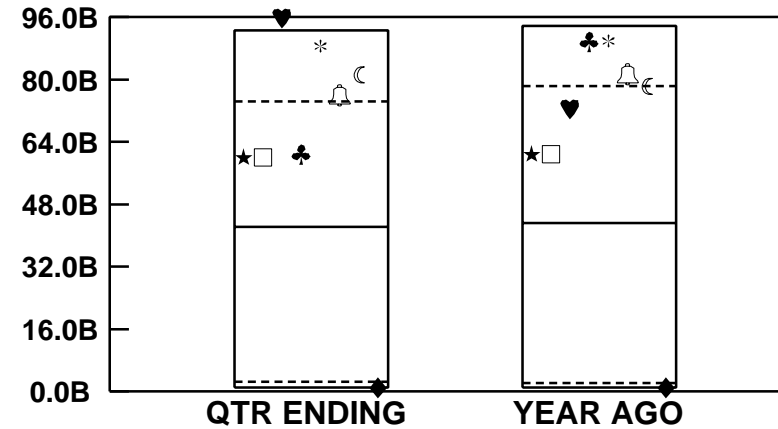 96.0B
80.0B
64.0B
48.0B
32.0B
16.0B
0.0B
QTR ENDING YEAR AGO